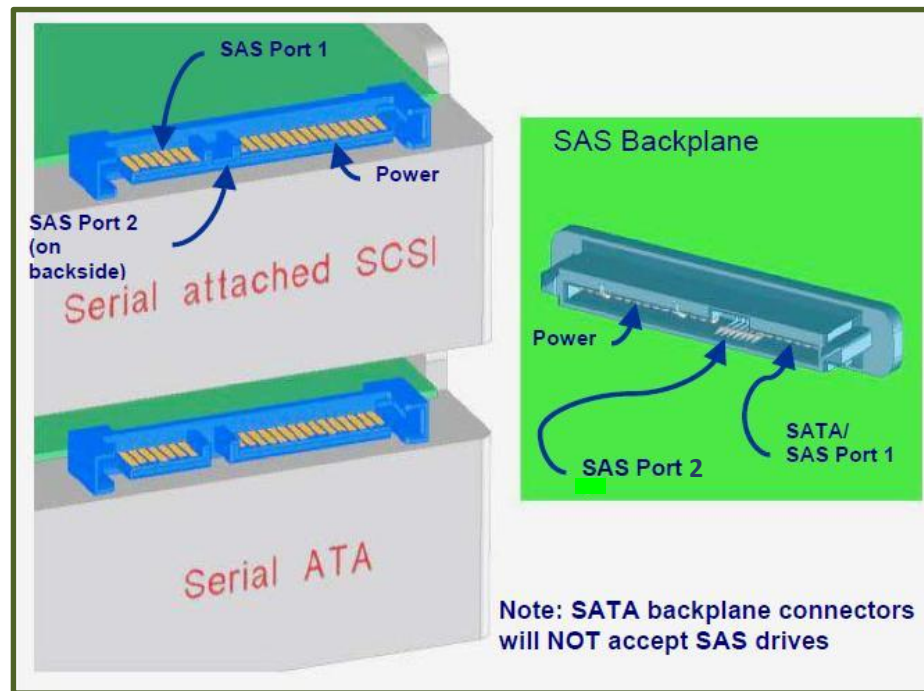 SAS Port 1
Power
SAS Port 2
(on
backside)
Serial attached SCSI
Serial ATA
SAS Backplane
Power
SATA/
SAS Port 1
SAS Port 2
Note: SATA backplane connectors
will NOT accept SAS drives